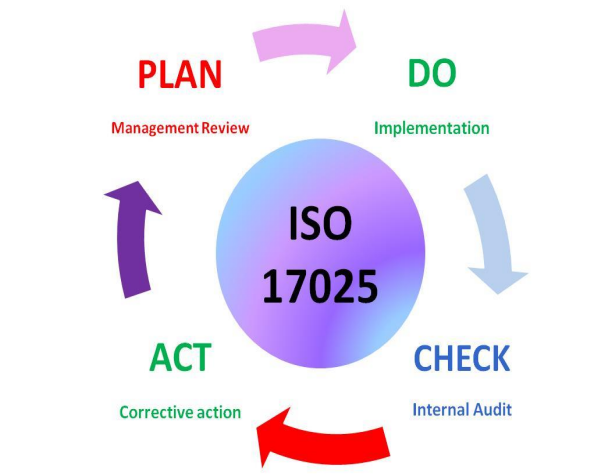 PLAN
Management Review
DO
Implementation
ISO
17025
ACT
Corrective action
CHECK
Internal Audit